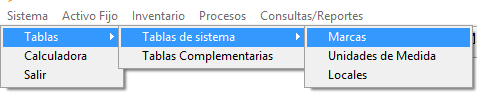 Sistema Activo Fijo Inventario Procesos Consultas/Reportes
Tablas Tablas de sistema Marcas
Calculadora Tablas Complementarias Unidades de Medida
Salir Locales